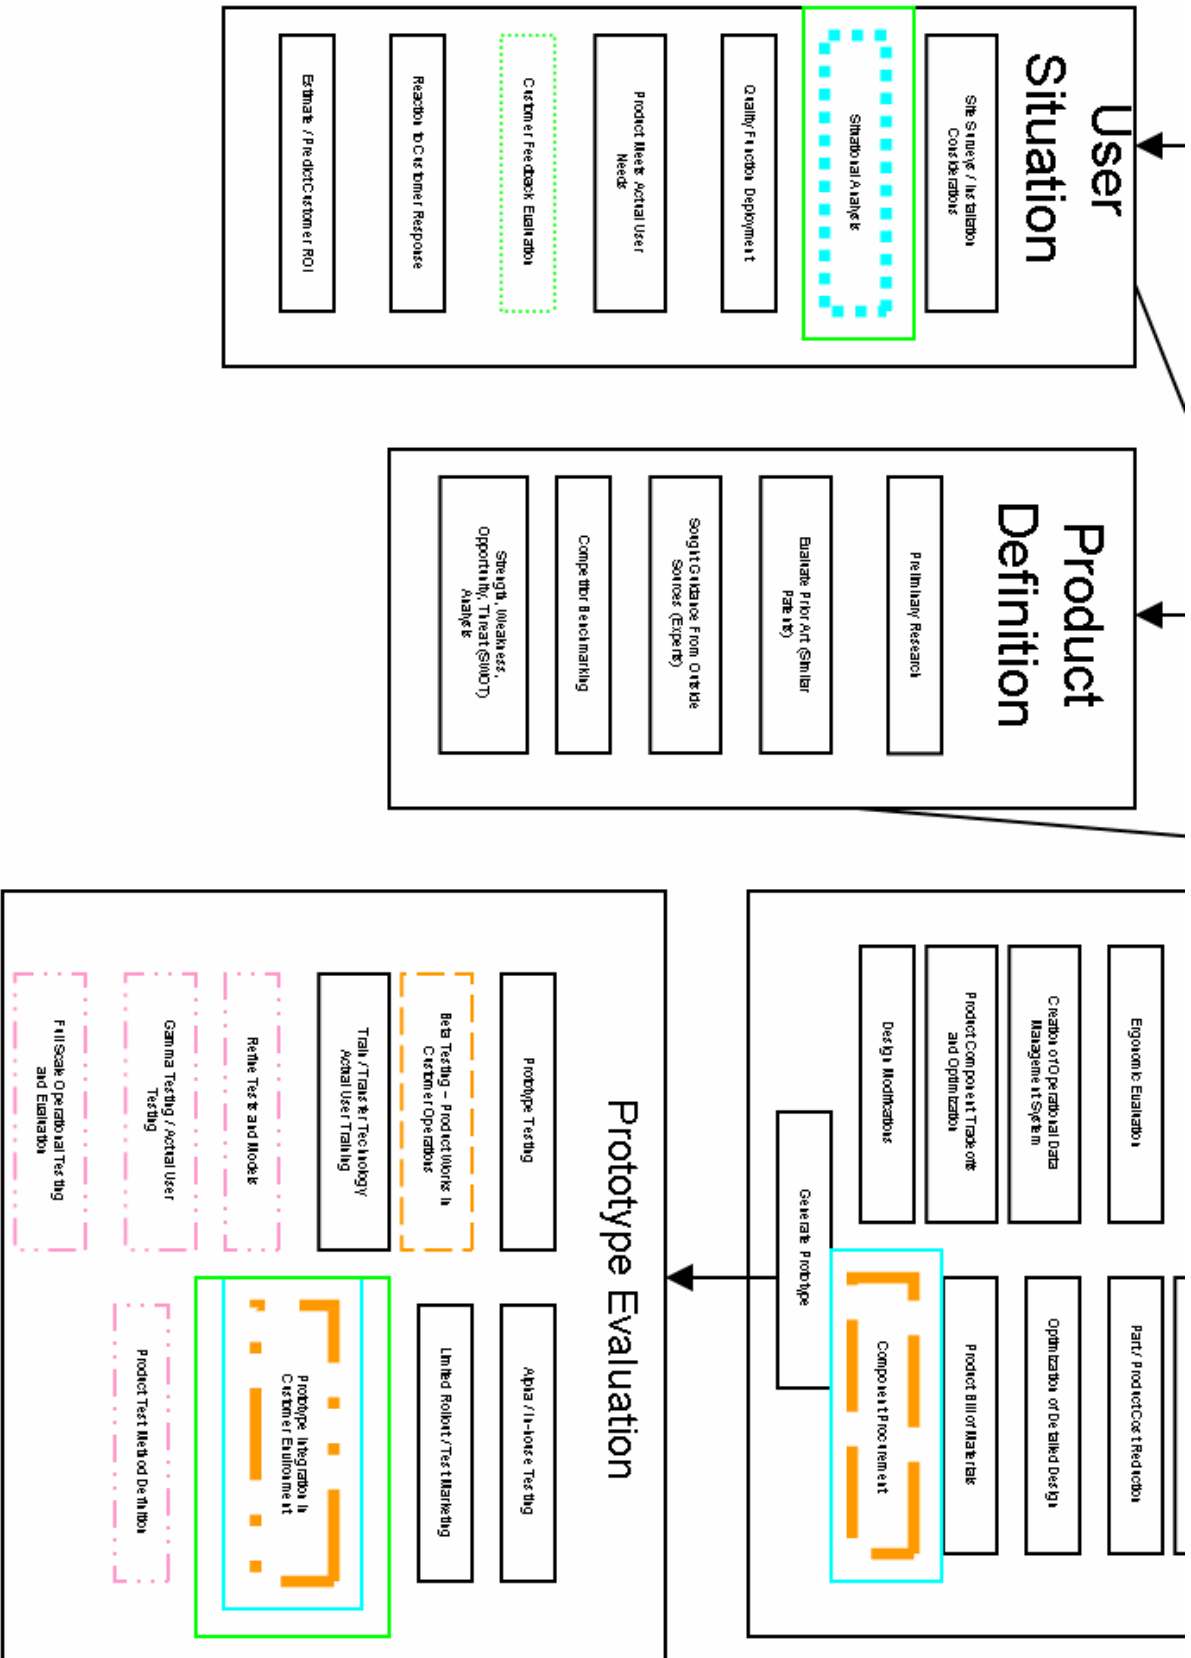 User
Situation
Site Surveys / Installation
Considerations
Situational Analysis
Quality Function Deployment
Product Meets Actual User
Needs
Customer Feedback Evaluation
Reaction to Customer Response
Estimate / Predict Customer ROI
Product
Definition
Preliminary Research
Evaluate Prior Art (Similar
Patents)
Sought Guidance From Outside
Sources (Experts)
Competitor Benchmarking
Strength, Weakness,
Opportunity, Threat (SWOT)
Analysis
Ergonomic Evaluation
Creation of Operational Data
Management System
Product Component Tradeoffs
and Optimization
Design Modifications
Part / Product Cost Reduction
Optimization of Detailed Design
Product Bill of Materials
Component Procurement
Generate Prototype
Prototype Evaluation
Prototype Testing
Beta Testing – Product Works In
Customer Operations
Train / Transfer Technology
Actual User Training
Refine Tests and Models
Gamma Testing / Actual User
Testing
Full Scale Operational Testing
and Evaluation
Alpha / In-house Testing
Limited Rollout / Test Marketing
Prototype Integration in
Customer Environment
Product Test Method Definition